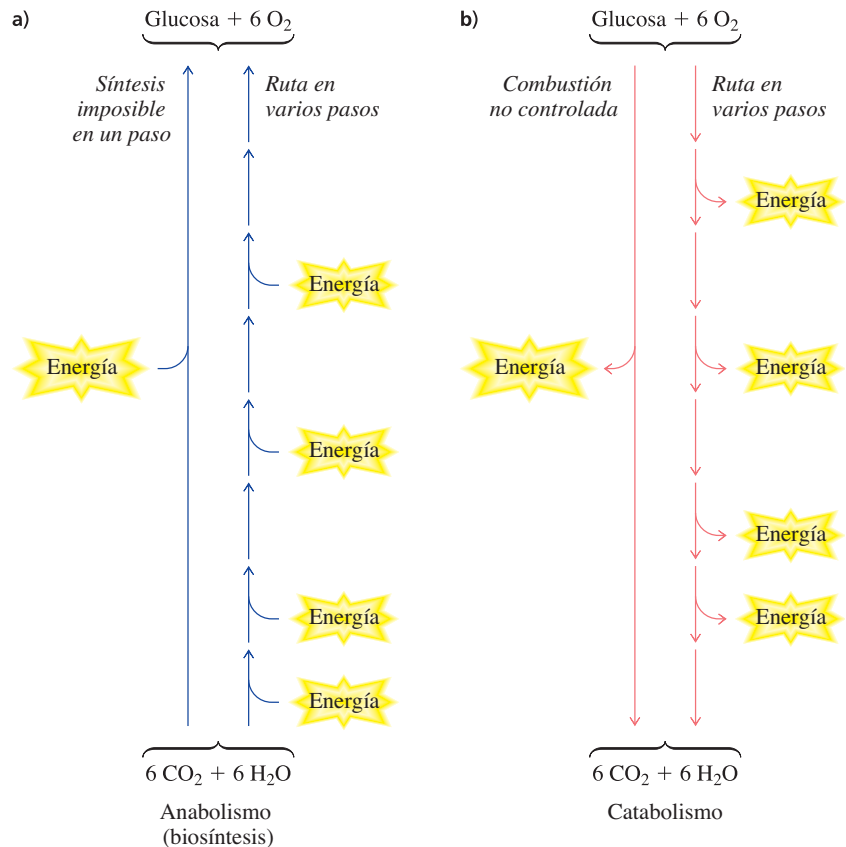 a)
Glucosa + 6 O₂
Síntesis
imposible
en un paso
Ruta en
varios pasos
Energía
Energía
Energía
Energía
Energía
6 CO₂ + 6 H₂O
Anabolismo
(biosíntesis)
b)
Glucosa + 6 O₂
Combustión
no controlada
Ruta en
varios pasos
Energía
Energía
Energía
Energía
Energía
6 CO₂ + 6 H₂O
Catabolismo